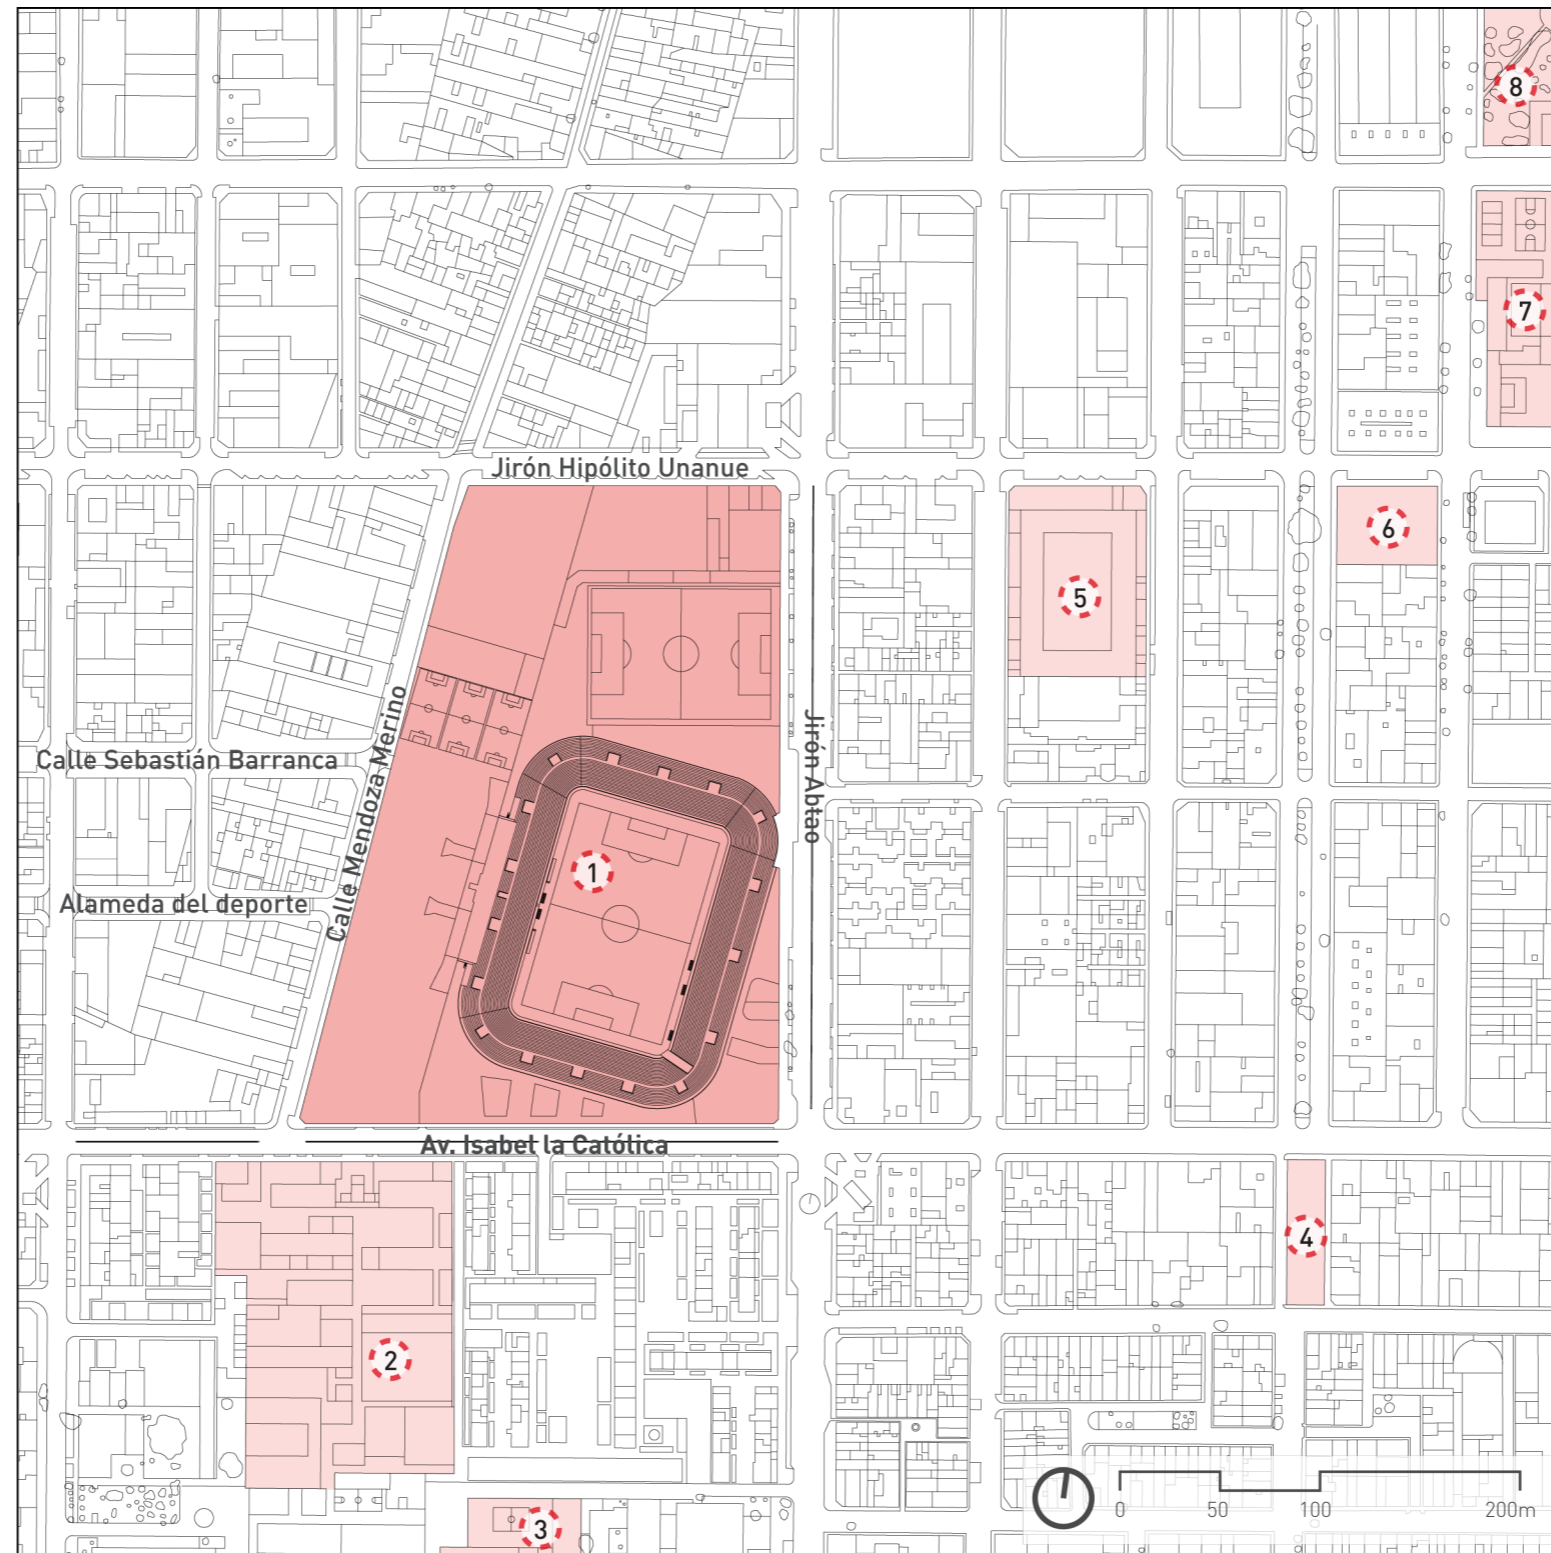 8
7
Jirón Hipólito Unanue
6
5
Calle Mendoza Merino
Jirón Abtao
Calle Sebastián Barranca
1
Alameda del deporte
Av. Isabel la Católica
4
2
3
0 50 100 200m